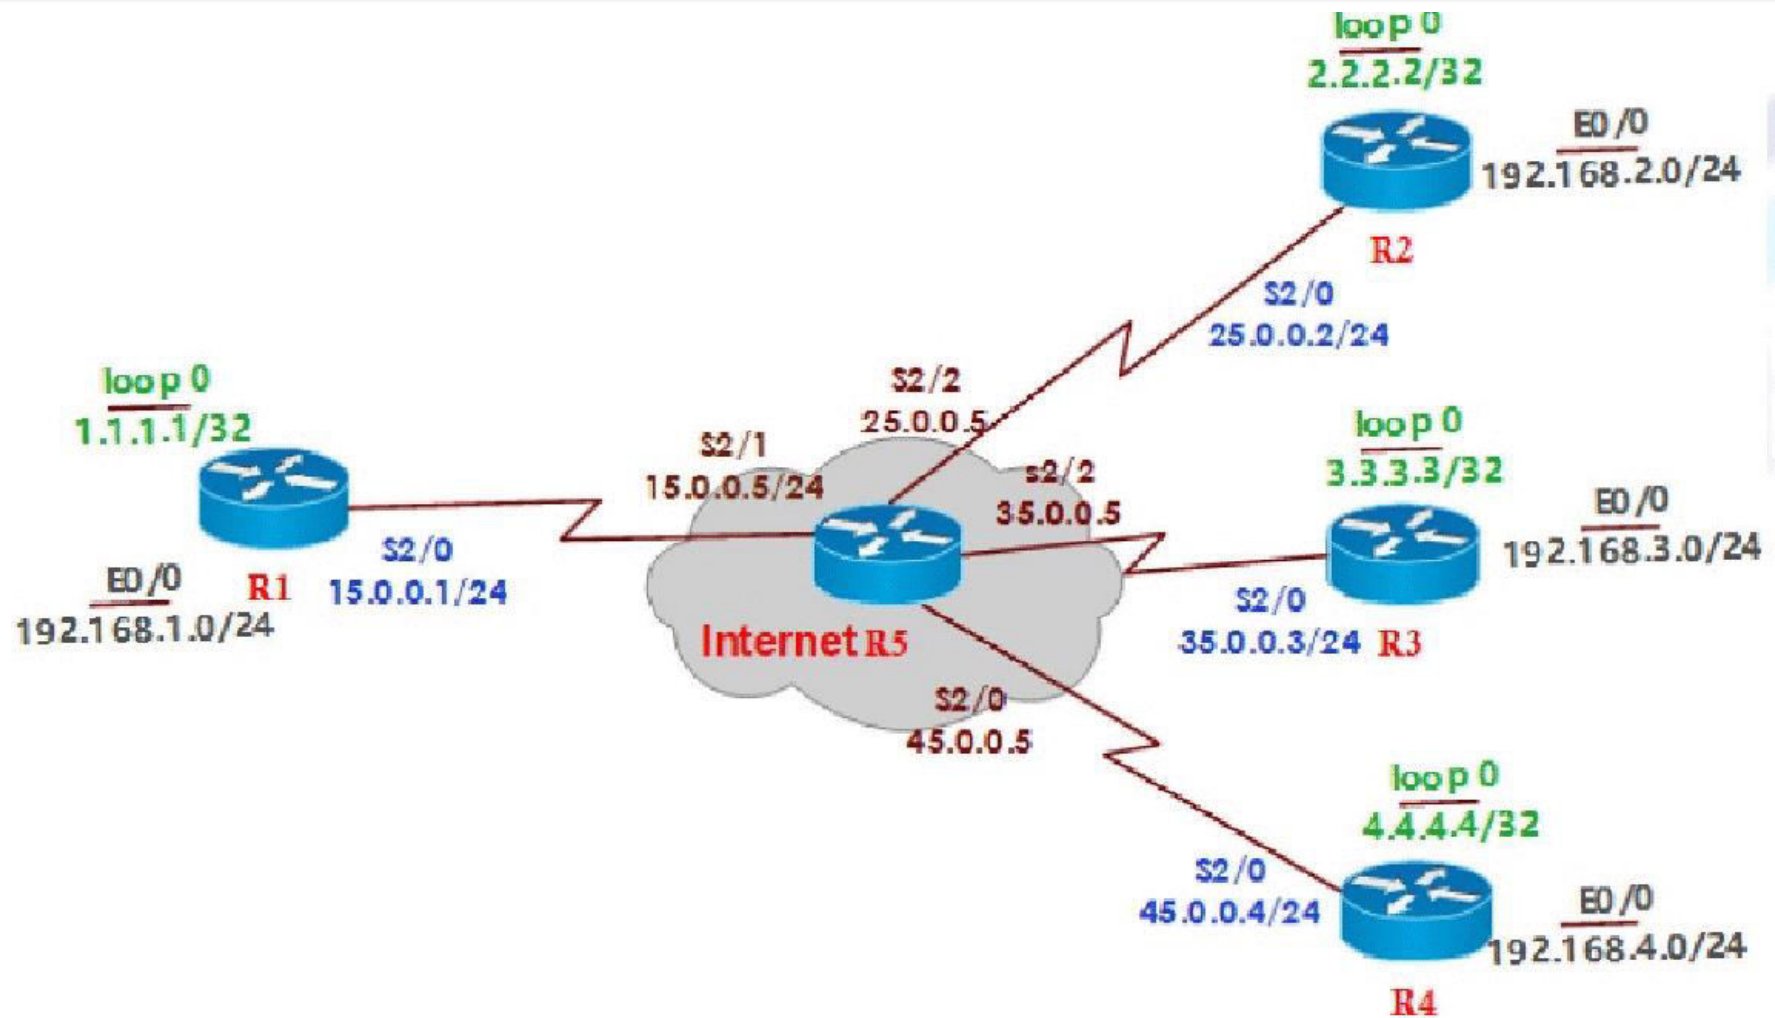 loop 0
2.2.2.2/32
E0/0
192.168.2.0/24
R2
S2/0
25.0.0.2/24
loop 0
1.1.1.1/32
S2/2
25.0.0.5
S2/1
15.0.0.5/24
s2/2
35.0.0.5
loop 0
3.3.3.3/32
E0/0
192.168.3.0/24
S2/0
15.0.0.1/24
R1
E0/0
192.168.1.0/24
S2/0
35.0.0.3/24
R3
Internet R5
S2/0
45.0.0.5
loop 0
4.4.4.4/32
S2/0
45.0.0.4/24
E0/0
192.168.4.0/24
R4